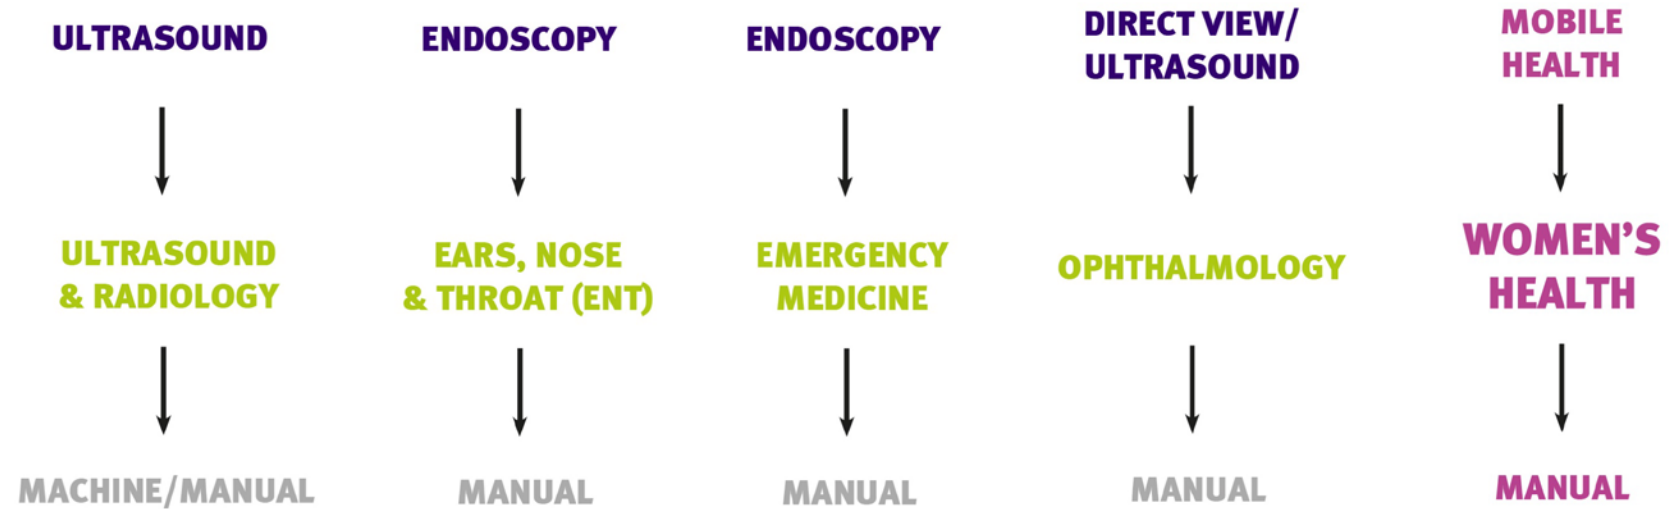 ULTRASOUND
ENDOSCOPY
ENDOSCOPY
DIRECT VIEW/
ULTRASOUND
MOBILE
HEALTH
ULTRASOUND
& RADIOLOGY
EARS, NOSE
& THROAT (ENT)
EMERGENCY
MEDICINE
OPHTHALMOLOGY
WOMEN’S
HEALTH
MACHINE/MANUAL
MANUAL
MANUAL
MANUAL
MANUAL